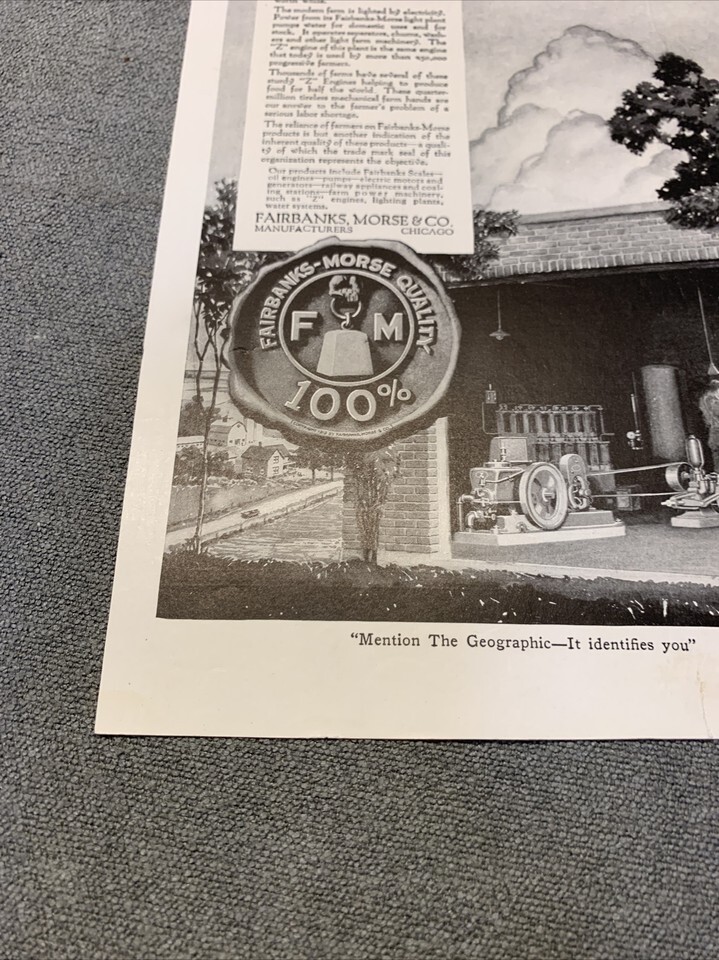 The modern farm is lighted by electricity.
Power from its Fairbanks-Morse light plant
pumps water for domestic uses and for
stock. It operates separators, churns, wash-
ers and other light farm machinery. The
"Z" engine of this plant is the same engine
that today is used by more than 250,000
progressive farmers.
Thousands of farms have several of these
sturdy "Z" Engines helping to produce
food for half the world. These quarter-
million tireless mechanical farm hands are
our answer to the farmer's problem of a
serious labor shortage.
The reliance of farmers on Fairbanks-Morse
products is but another indication of the
inherent quality of these products—a quali-
ty of which the trade mark seal of this
organization represents the objective.
Our products include Fairbanks Scales—
oil engines—pumps—electric motors and
generators—railway appliances and coal-
ing stations—farm power machinery,
such as "Z" engines, lighting plants,
water systems.
FAIRBANKS, MORSE & CO.
MANUFACTURERS CHICAGO
FAIRBANKS-MORSE QUALITY
F M
100%
"Mention The Geographic—It identifies you"